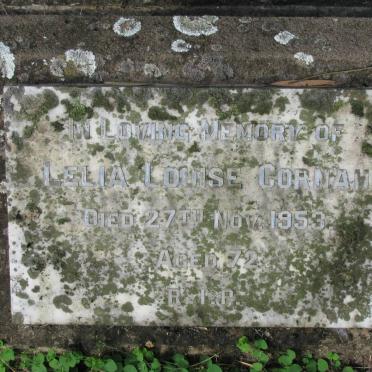 In Loving Memory of
Lelia Louise Cornah
Died 27th Nov. 1953
Aged 72
R.I.P.